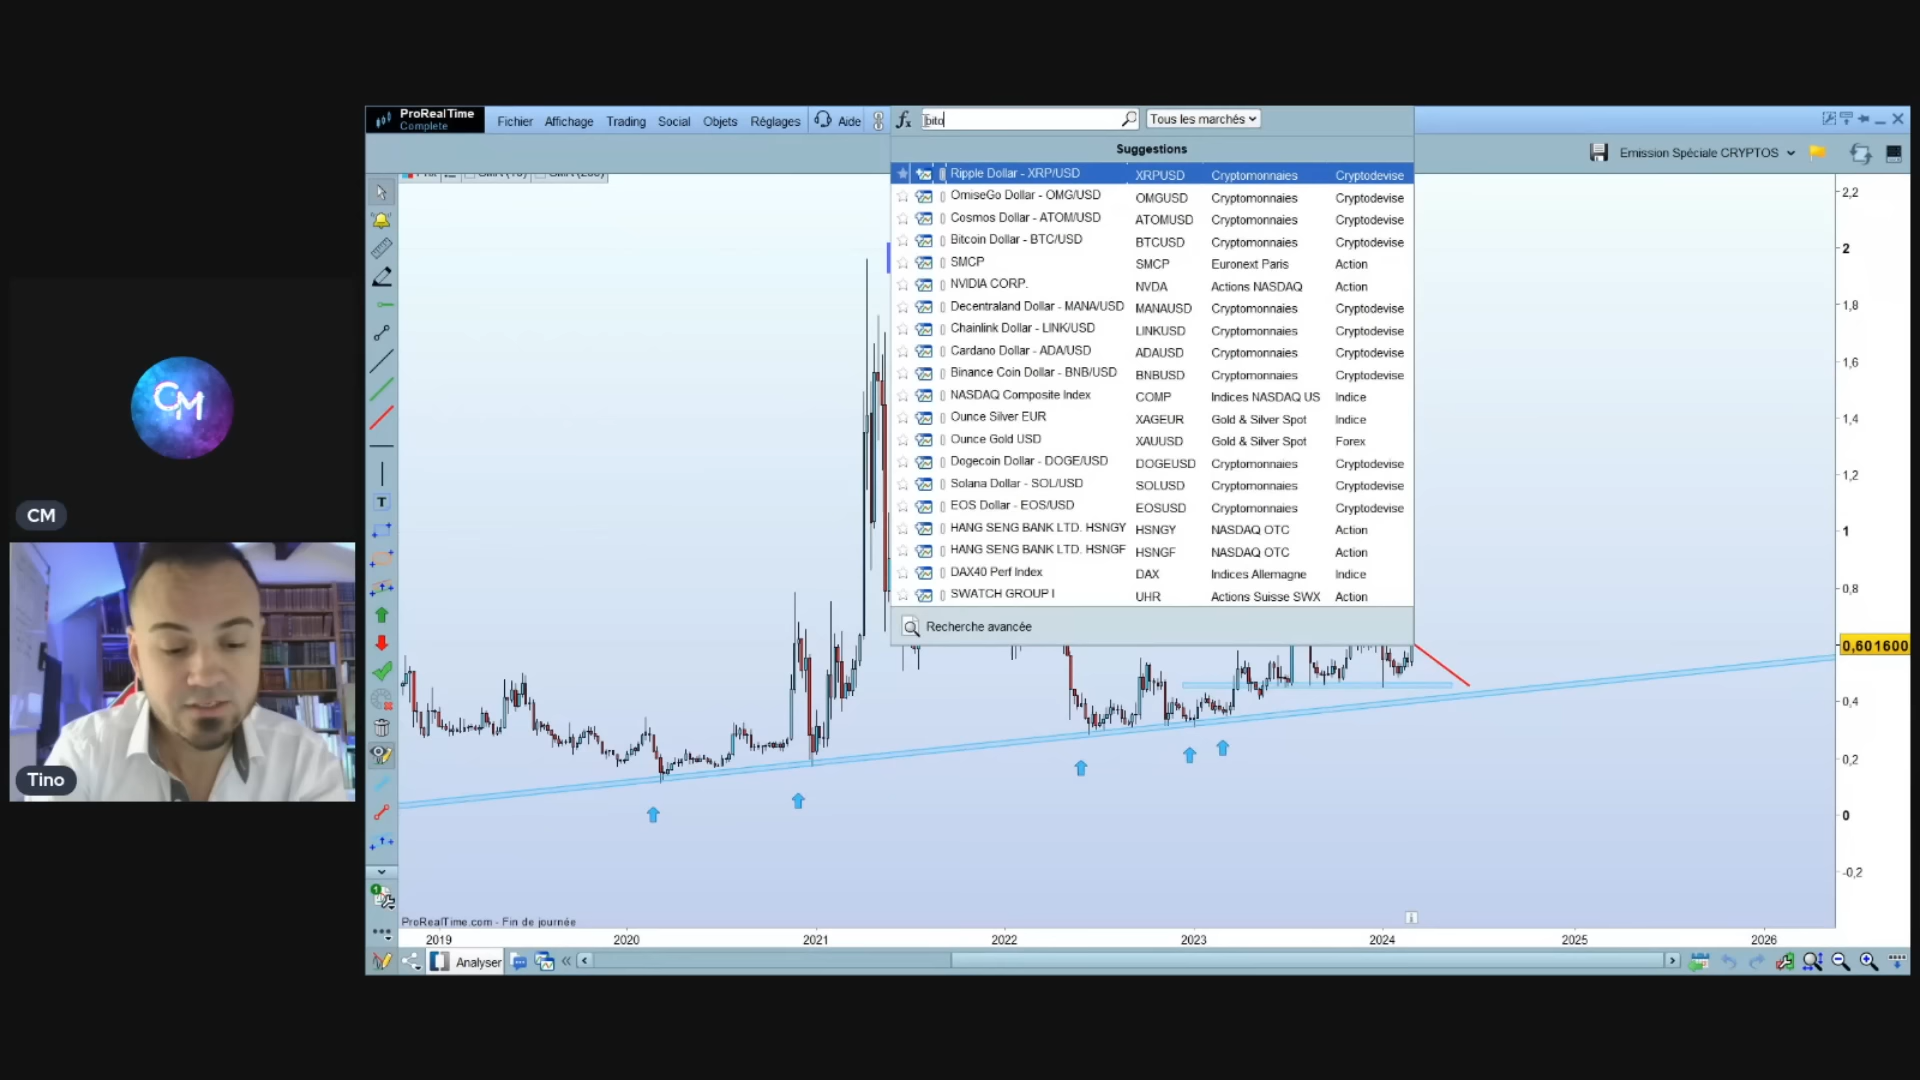 ProRealTime
Complete
Fichier Affichage Trading Social Objets Réglages Aide
bito
Tous les marchés
Emission Spéciale CRYPTOS
Suggestions
Ripple Dollar - XRP/USD XRPUSD Cryptomonnaies Cryptodevise
OmiseGo Dollar - OMG/USD OMGUSD Cryptomonnaies Cryptodevise
Cosmos Dollar - ATOM/USD ATOMUSD Cryptomonnaies Cryptodevise
Bitcoin Dollar - BTC/USD BTCUSD Cryptomonnaies Cryptodevise
SMCP SMCP Euronext Paris Action
NVIDIA CORP. NVDA Actions NASDAQ Action
Decentraland Dollar - MANA/USD MANAUSD Cryptomonnaies Cryptodevise
Chainlink Dollar - LINK/USD LINKUSD Cryptomonnaies Cryptodevise
Cardano Dollar - ADA/USD ADAUSD Cryptomonnaies Cryptodevise
Binance Coin Dollar - BNB/USD BNBUSD Cryptomonnaies Cryptodevise
NASDAQ Composite Index COMP Indices NASDAQ US Indice
Ounce Silver EUR XAGEUR Gold & Silver Spot Indice
Ounce Gold USD XAUUSD Gold & Silver Spot Forex
Dogecoin Dollar - DOGE/USD DOGEUSD Cryptomonnaies Cryptodevise
Solana Dollar - SOL/USD SOLUSD Cryptomonnaies Cryptodevise
EOS Dollar - EOS/USD EOSUSD Cryptomonnaies Cryptodevise
HANG SENG BANK LTD. HSNGY HSNGY NASDAQ OTC Action
HANG SENG BANK LTD. HSNGF HSNGF NASDAQ OTC Action
DAX40 Perf Index DAX Indices Allemagne Indice
SWATCH GROUP I UHR Actions Suisse SWX Action
Recherche avancée
2,2
2
1,8
1,6
1,4
1,2
1
0,8
0,601600
0,4
0,2
0
-0,2
CM
CM
Tino
T
ProRealTime.com - Fin de journée
2019 2020 2021 2022 2023 2024 2025 2026
Analyser